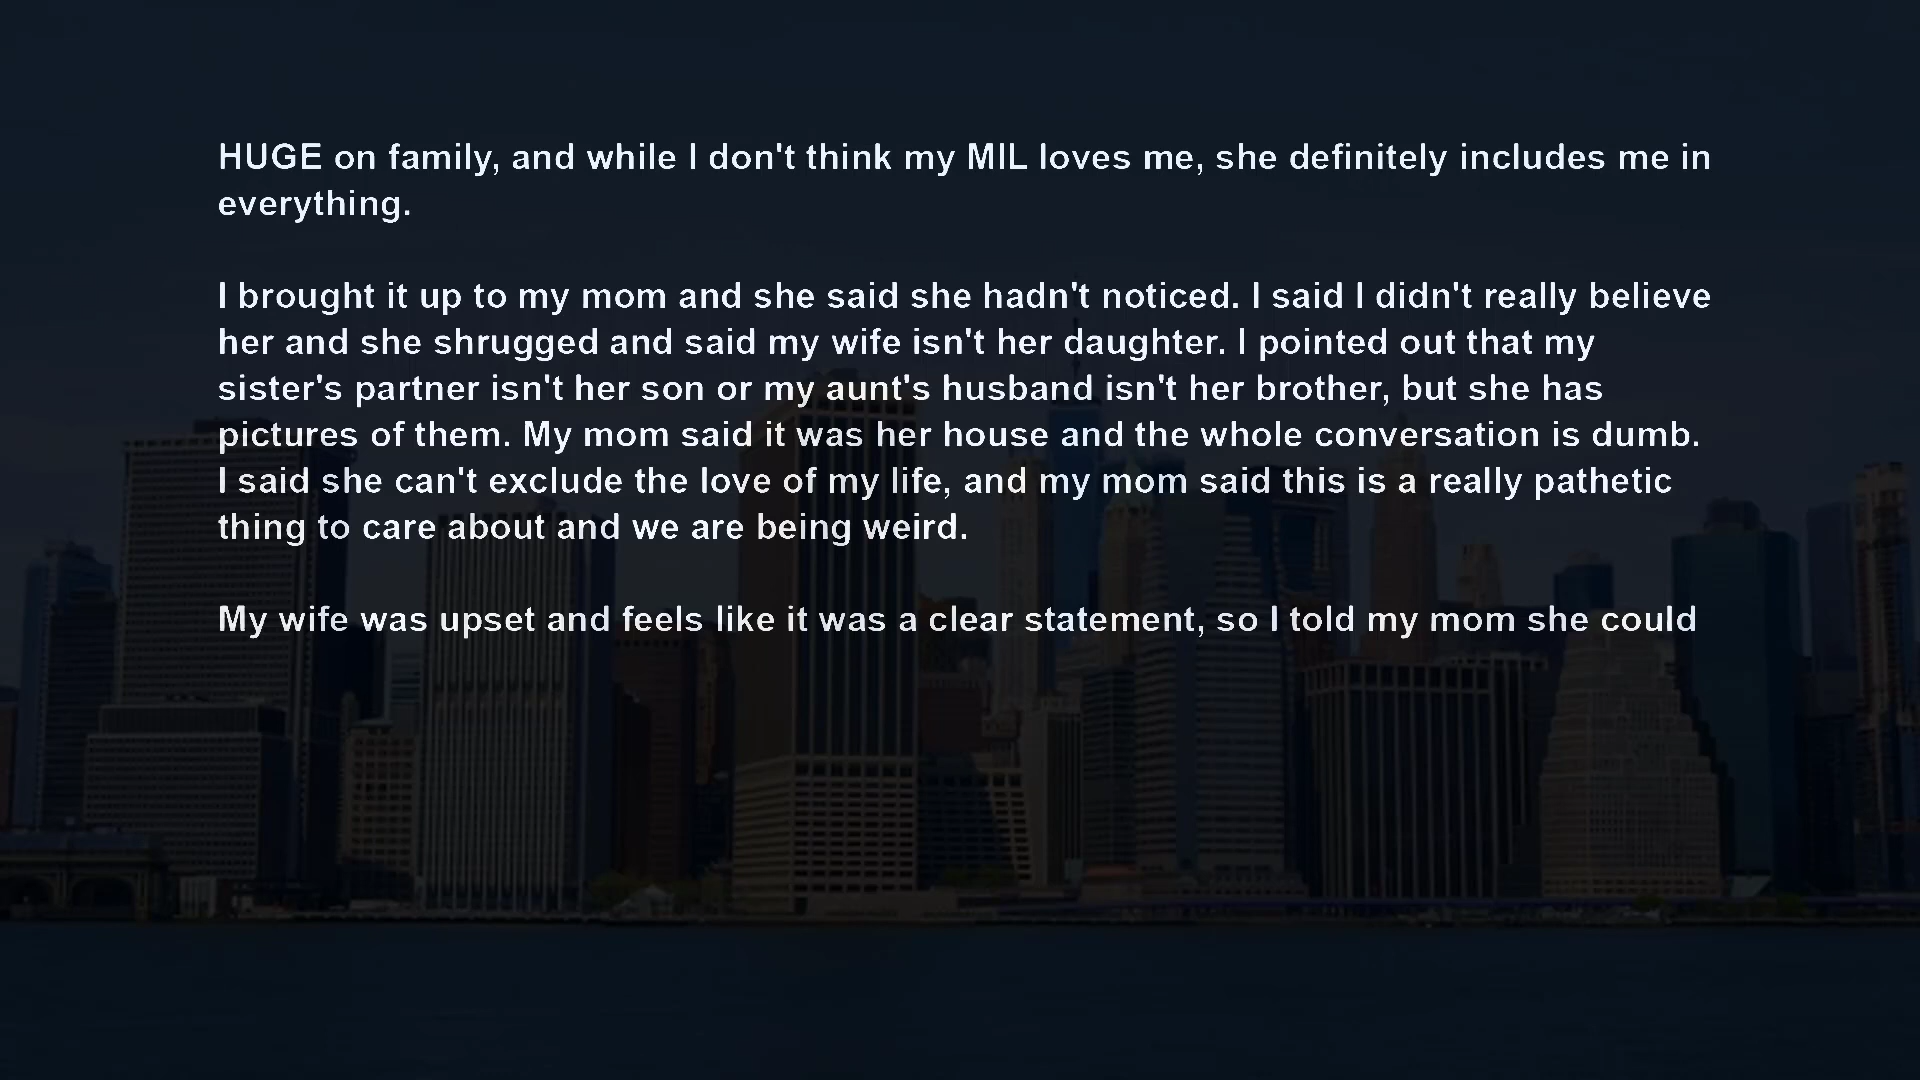 HUGE on family, and while I don't think my MIL loves me, she definitely includes me in
everything.
I brought it up to my mom and she said she hadn't noticed. I said I didn't really believe
her and she shrugged and said my wife isn't her daughter. I pointed out that my
sister's partner isn't her son or my aunt's husband isn't her brother, but she has
pictures of them. My mom said it was her house and the whole conversation is dumb.
I said she can't exclude the love of my life, and my mom said this is a really pathetic
thing to care about and we are being weird.
My wife was upset and feels like it was a clear statement, so I told my mom she could